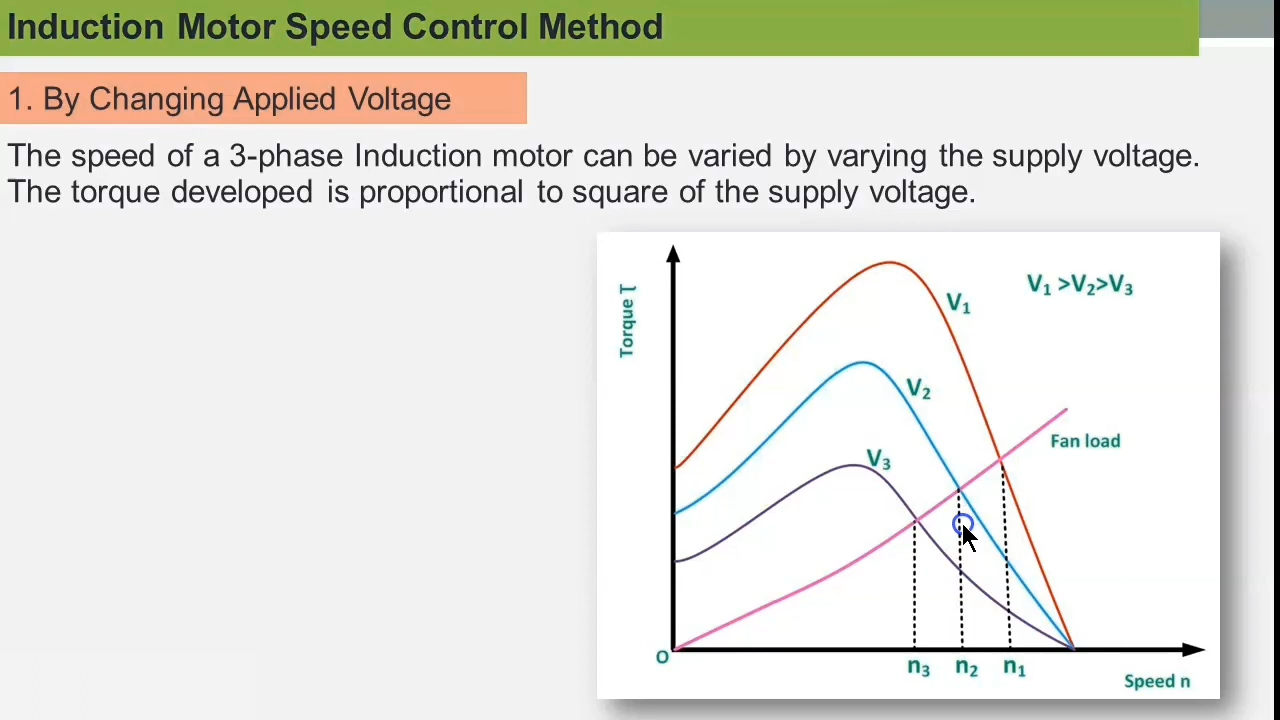 Induction Motor Speed Control Method
1. By Changing Applied Voltage
The speed of a 3-phase Induction motor can be varied by varying the supply voltage.
The torque developed is proportional to square of the supply voltage.
Torque τ
V₁ >V₂>V₃
V₁
V₂
Fan load
V₃
O
n₃ n₂ n₁
Speed n